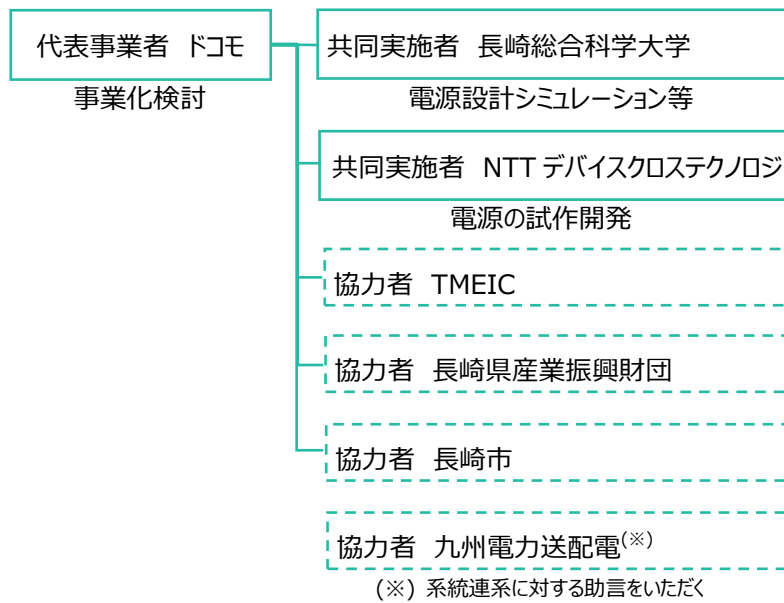 代表事業者 ドコモ
事業化検討
共同実施者 長崎総合科学大学
電源設計シミュレーション等
共同実施者 NTT デバイスクロステクノロジ
電源の試作開発
協力者 TMEIC
協力者 長崎県産業振興財団
協力者 長崎市
協力者 九州電力送配電(※)
(※) 系統連系に対する助言をいただく